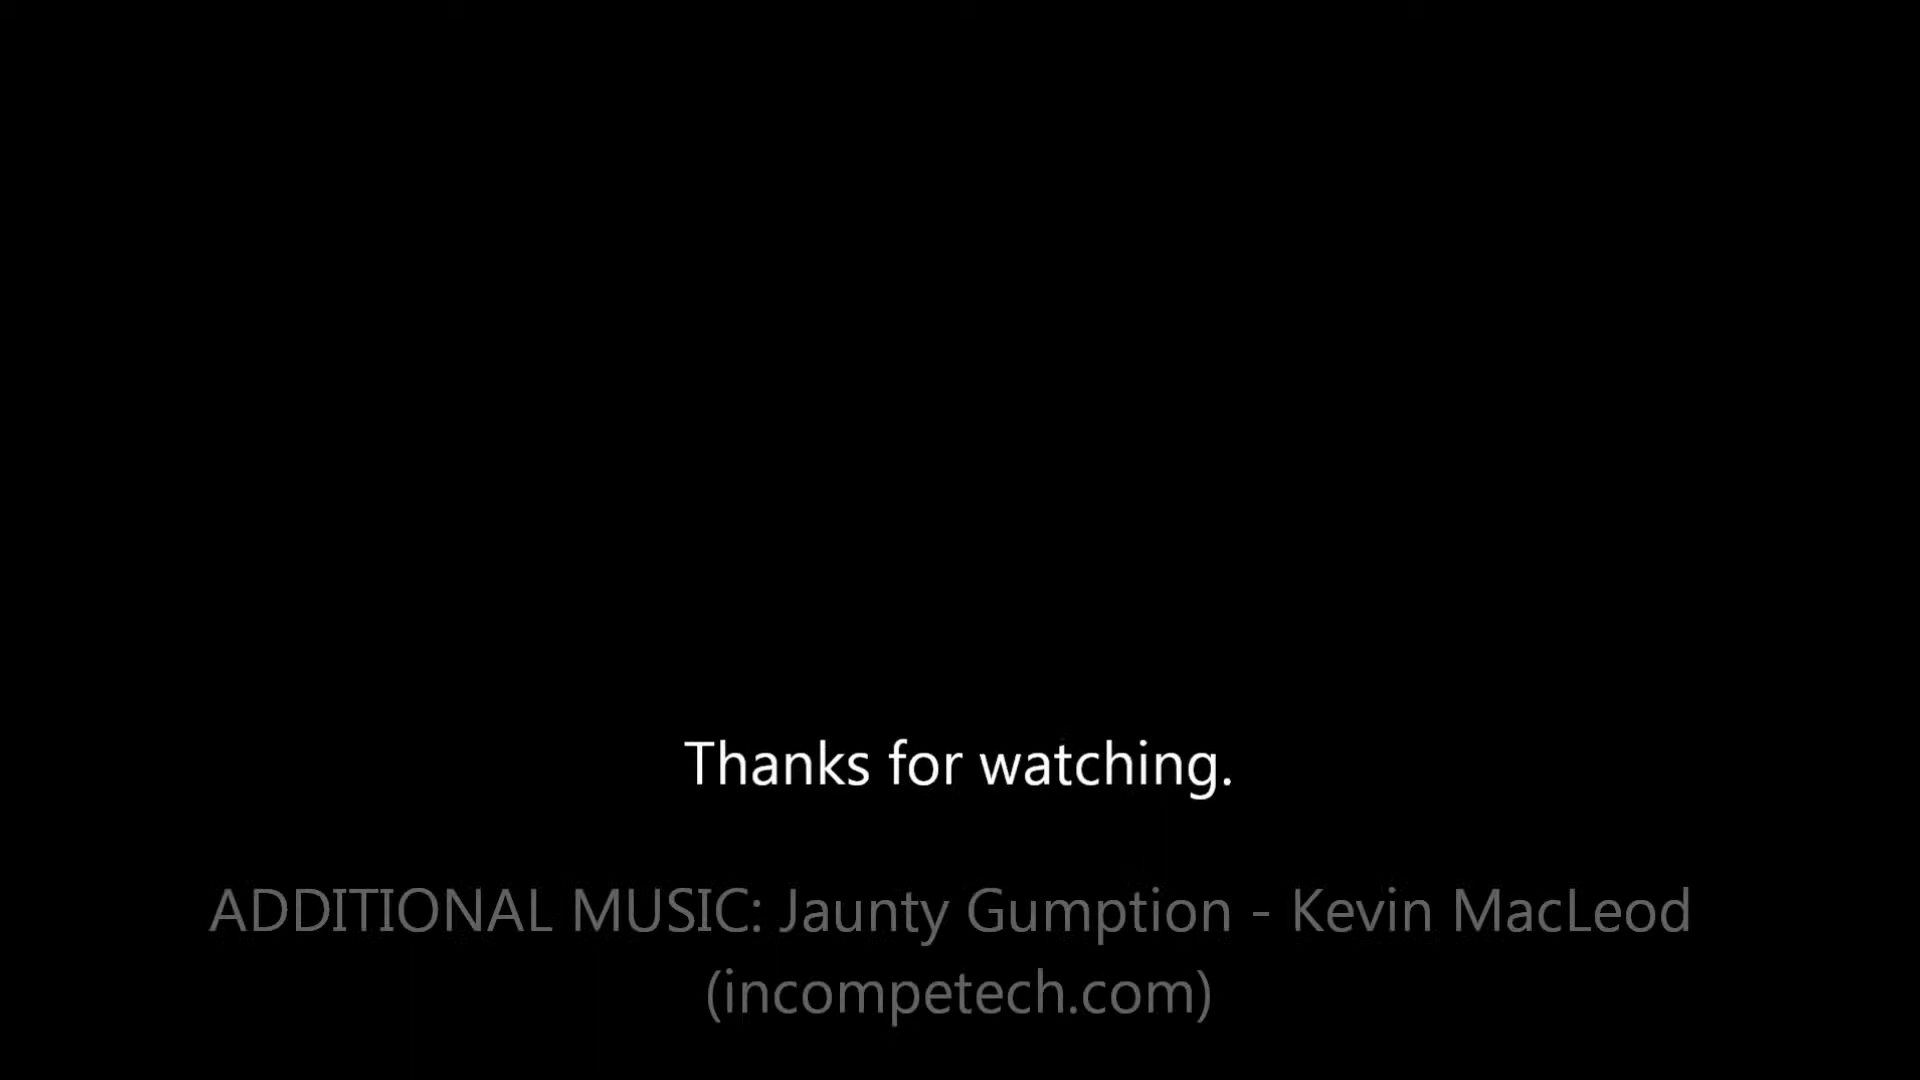 Thanks for watching.
ADDITIONAL MUSIC: Jaunty Gumption - Kevin MacLeod
(incompetech.com)